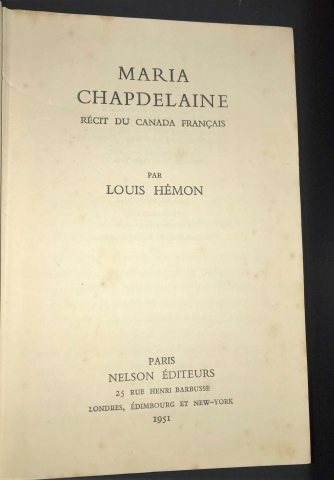 MARIA
CHAPDELAINE
RÉCIT DU CANADA FRANÇAIS
PAR
LOUIS HÉMON
PARIS
NELSON ÉDITEURS
25 RUE HENRI BARBUSSE
LONDRES, ÉDIMBOURG ET NEW-YORK
1951